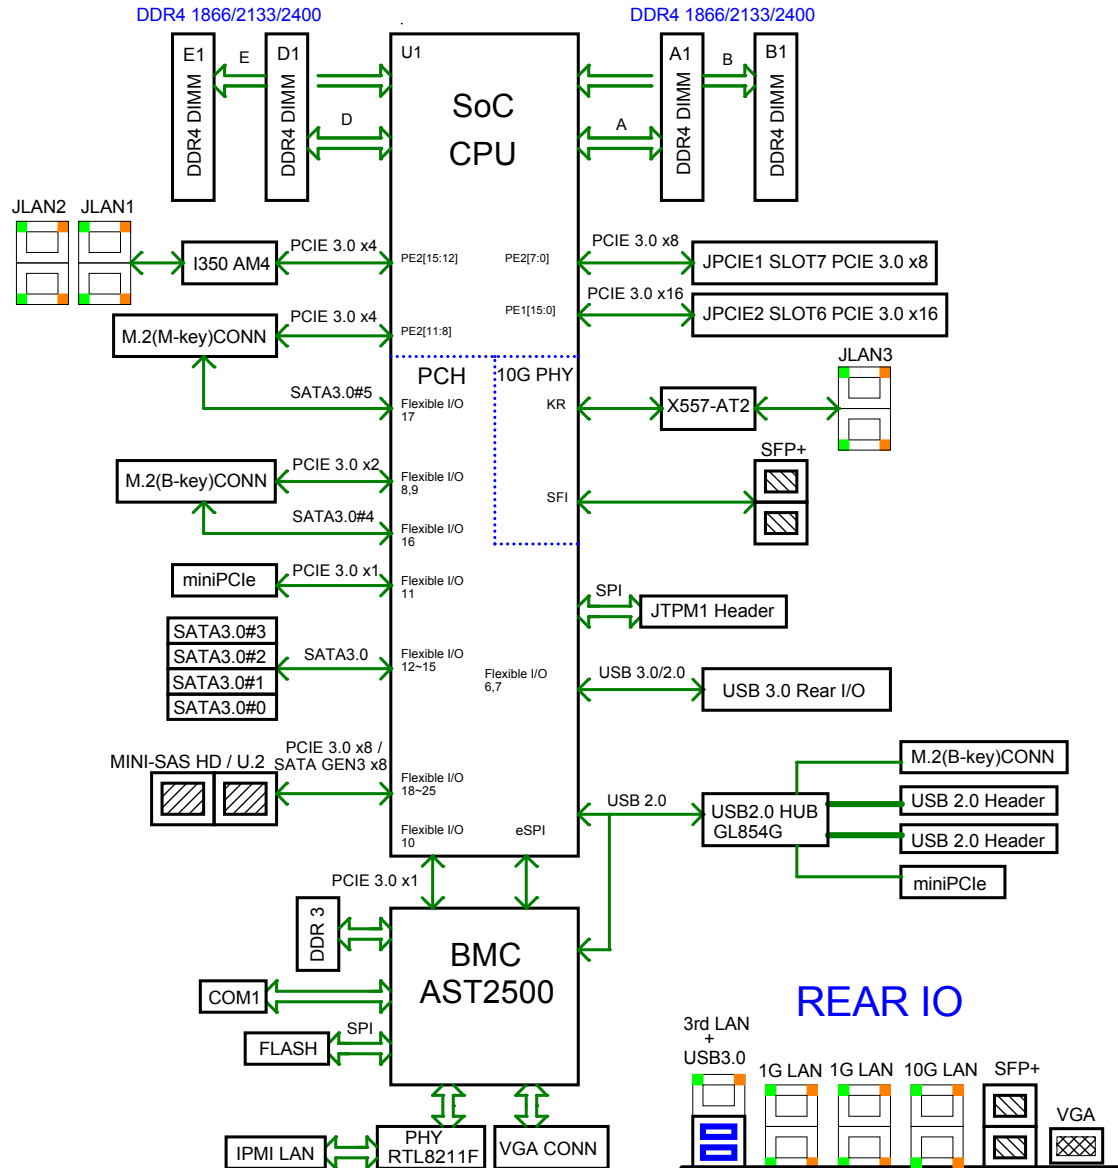 DDR4 1866/2133/2400
DDR4 1866/2133/2400
E1
DDR4 DIMM
E
D1
DDR4 DIMM
D
U1
SoC
CPU
A1
DDR4 DIMM
A
B
B1
DDR4 DIMM
JLAN2
JLAN1
I350 AM4
PCIE 3.0 x4
PE2[15:12]
PE2[7:0]
PCIE 3.0 x8
JPCIE1 SLOT7 PCIE 3.0 x8
M.2(M-key)CONN
PCIE 3.0 x4
PE2[11:8]
PE1[15:0]
PCIE 3.0 x16
JPCIE2 SLOT6 PCIE 3.0 x16
PCH
10G PHY
SATA3.0#5
Flexible I/O
17
KR
X557-AT2
JLAN3
M.2(B-key)CONN
PCIE 3.0 x2
Flexible I/O
8,9
SFI
SFP+
SATA3.0#4
Flexible I/O
16
miniPCIe
PCIE 3.0 x1
Flexible I/O
11
SPI
JTPM1 Header
SATA3.0#3
SATA3.0#2
SATA3.0#1
SATA3.0#0
SATA3.0
Flexible I/O
12~15
Flexible I/O
6,7
USB 3.0/2.0
USB 3.0 Rear I/O
MINI-SAS HD / U.2
PCIE 3.0 x8 /
SATA GEN3 x8
Flexible I/O
18~25
Flexible I/O
10
eSPI
USB 2.0
USB2.0 HUB
GL854G
M.2(B-key)CONN
USB 2.0 Header
USB 2.0 Header
miniPCIe
PCIE 3.0 x1
DDR 3
BMC
AST2500
COM1
SPI
FLASH
IPMI LAN
PHY
RTL8211F
VGA CONN
REAR IO
3rd LAN
+
USB3.0
1G LAN
1G LAN
10G LAN
SFP+
VGA